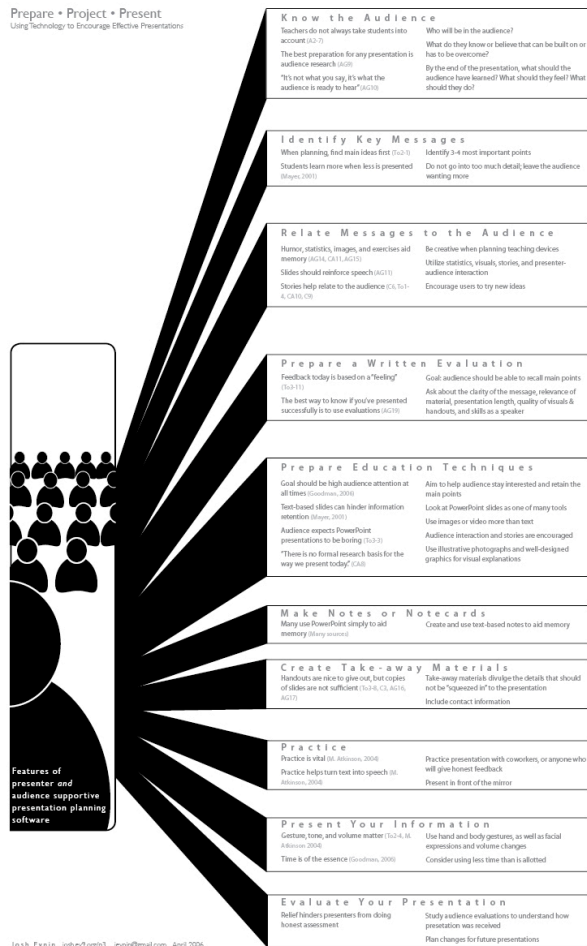 Prepare • Project • Present
Using Technology to Encourage Effective Presentations
Know the Audience
Teachers do not always take students into
account (A2-7)
The best preparation for any presentation is
audience research (AG9)
"It's not what you say, it's what the
audience is ready to hear" (AG10)
Who will be in the audience?
What do they know or believe that can be built on or
has to be overcome?
By the end of the presentation, what should the
audience have learned? What should they feel? What
should they do?
Identify Key Messages
When planning, find main ideas first (To2-1)
Students learn more when less is presented
(Mayer, 2001)
Identify 3-4 most important points
Do not go into too much detail; leave the audience
wanting more
Relate Messages to the Audience
Humor, statistics, images, and exercises aid
memory (AG14, CA11, AG15)
Slides should reinforce speech (AG11)
Stories help relate to the audience (C6, To1-
4, CA10, C9)
Be creative when planning teaching devices
Utilize statistics, visuals, stories, and presenter-
audience interaction
Encourage users to try new ideas
Prepare a Written Evaluation
Feedback today is based on a "feeling"
(To3-11)
The best way to know if you've presented
successfully is to use evaluations (AG19)
Goal: audience should be able to recall main points
Ask about the clarity of the message, relevance of
material, presentation length, quality of visuals &
handouts, and skills as a speaker
Prepare Education Techniques
Goal should be high audience attention at
all times (Goodman, 2006)
Text-based slides can hinder information
retention (Mayer, 2001)
Audience expects PowerPoint
presentations to be boring (To3-2)
"There is no formal research basis for the
way we present today." (CA8)
Aim to help audience stay interested and retain the
main points
Look at PowerPoint slides as one of many tools
Use images or video more than text
Audience interaction and stories are encouraged
Use illustrative photographs and well-designed
graphics for visual explanations
Make Notes or Notecards
Many use PowerPoint simply to aid
memory (Many sources)
Create and use text-based notes to aid memory
Create Take-away Materials
Handouts are nice to give out, but copies
of slides are not sufficient (To3-8, C3, AG16,
AG17)
Take-away materials divulge the details that should
not be "squeezed in" to the presentation
Include contact information
Practice
Practice is vital (M. Atkinson, 2004)
Practice helps turn text into speech (M.
Atkinson, 2004)
Practice presentation with coworkers, or anyone who
will give honest feedback
Present in front of the mirror
Features of
presenter and
audience supportive
presentation planning
software
Present Your Information
Gesture, tone, and volume matter (To2-4, M.
Atkinson 2004)
Time is of the essence (Goodman, 2006)
Use hand and body gestures, as well as facial
expressions and volume changes
Consider using less time than is allotted
Evaluate Your Presentation
Relief hinders presenters from doing
honest assessment
Study audience evaluations to understand how
presetation was received
Plan changes for future presentations
April 2006